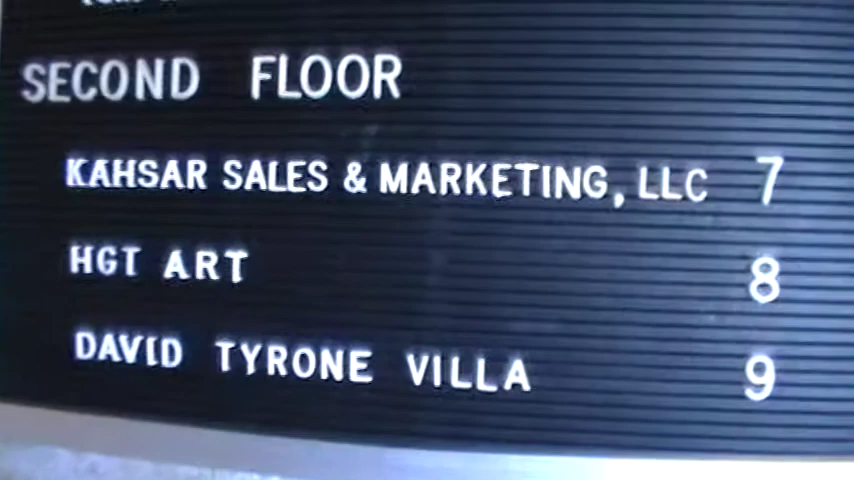 SECOND FLOOR
KAHSAR SALES & MARKETING, LLC 7
HGT ART 8
DAVID TYRONE VILLA 9